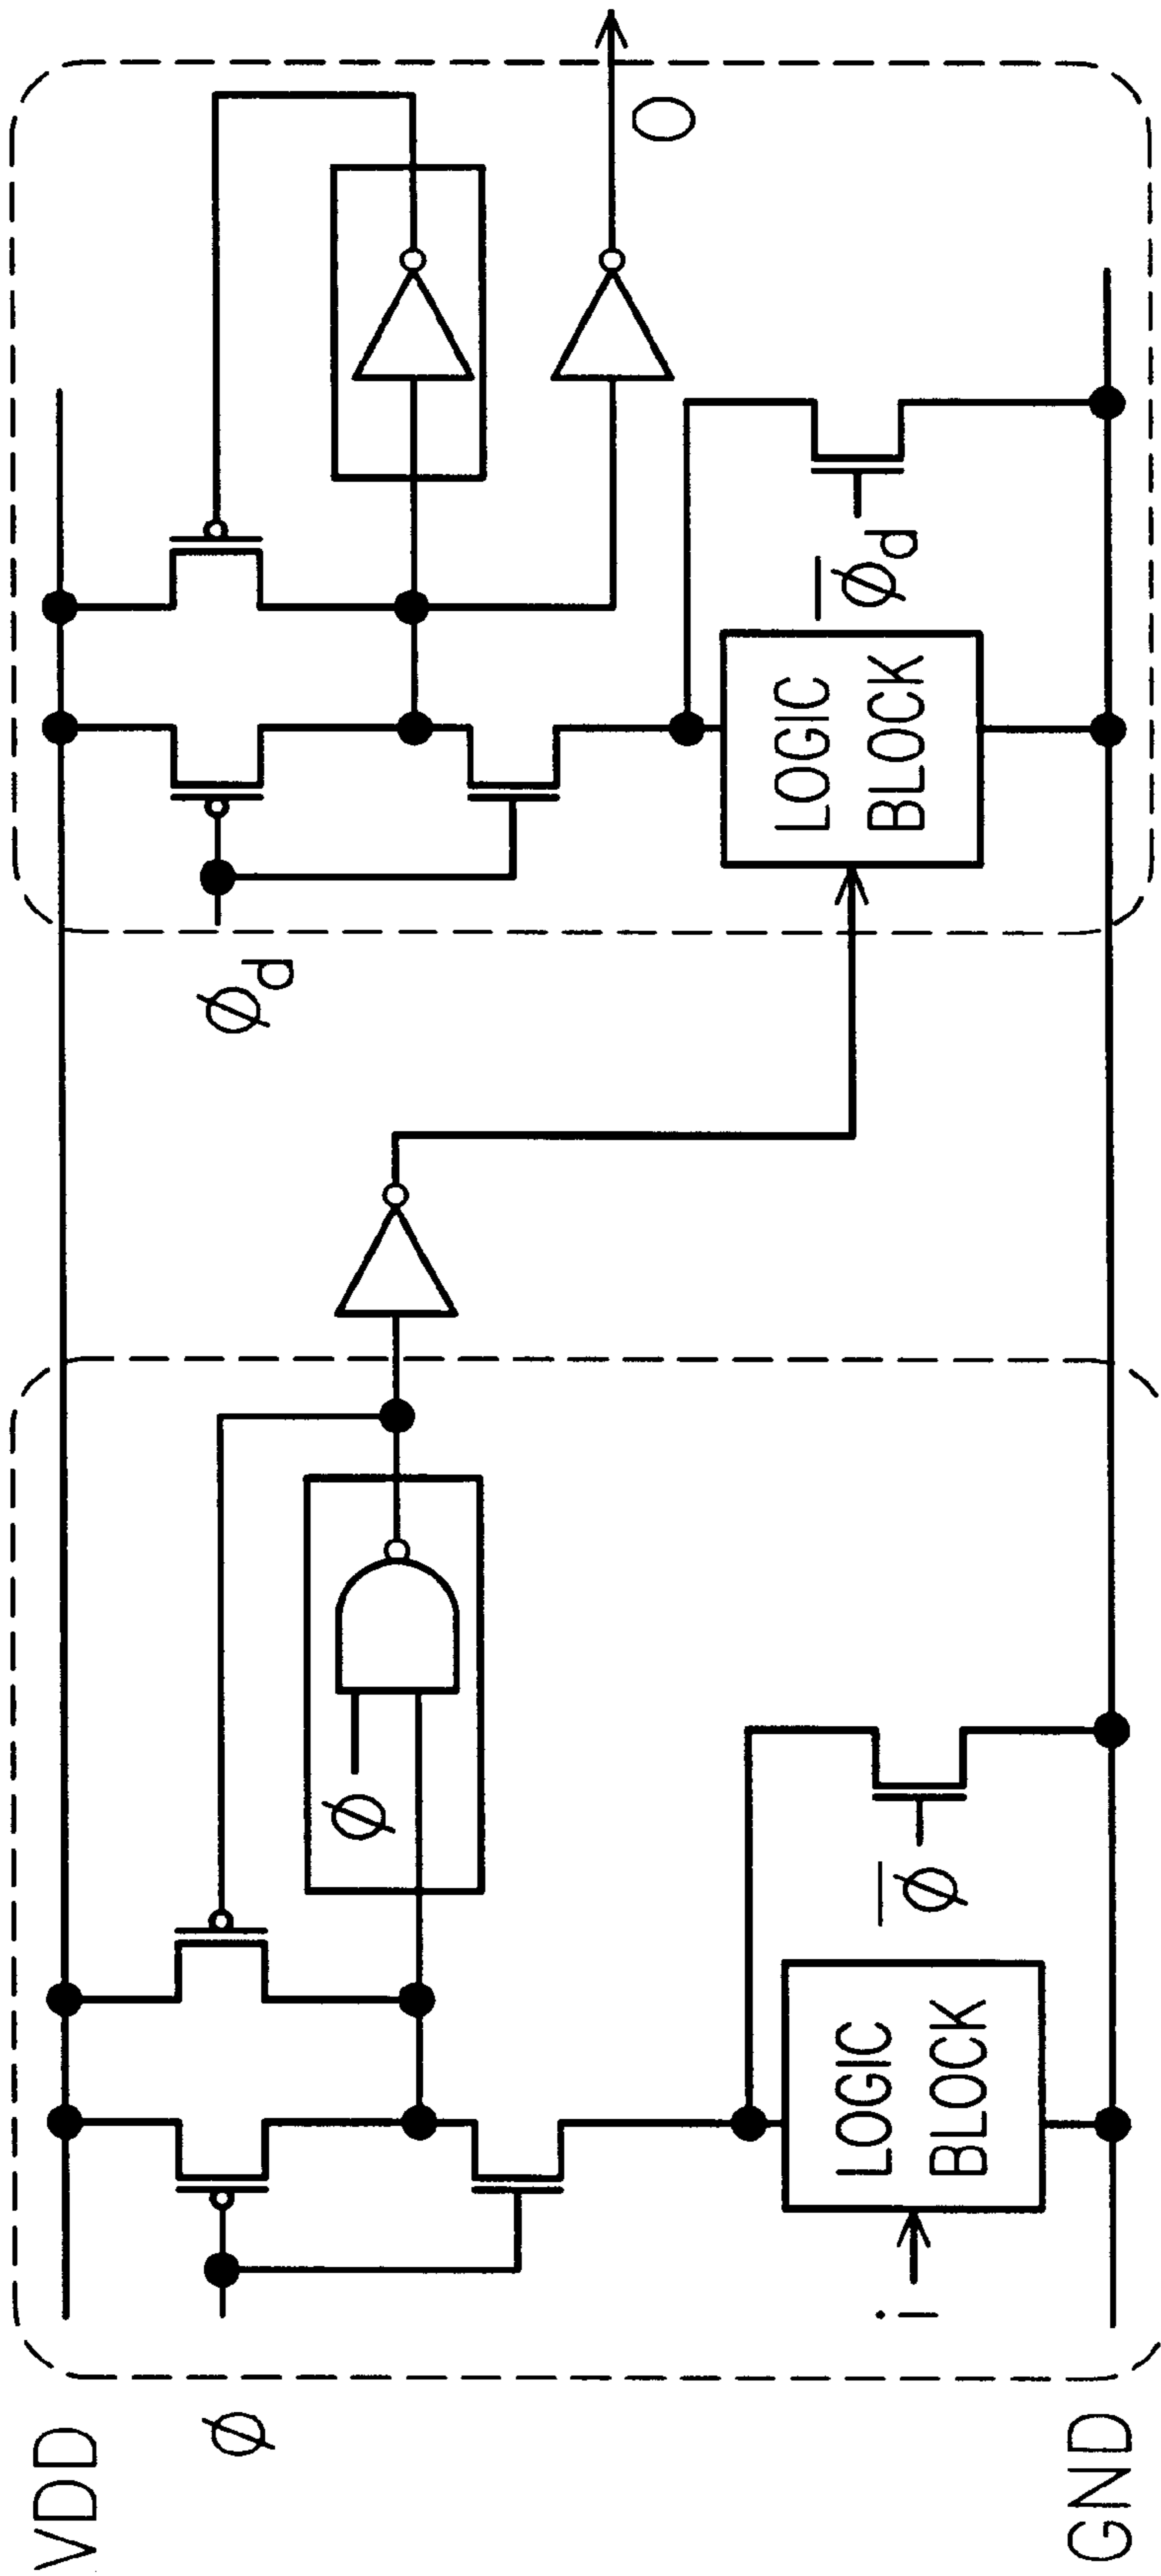 VDD
ϕ
ϕ
i
LOGIC
BLOCK
ϕ̅
GND
ϕd
LOGIC
BLOCK
ϕ̅d
O